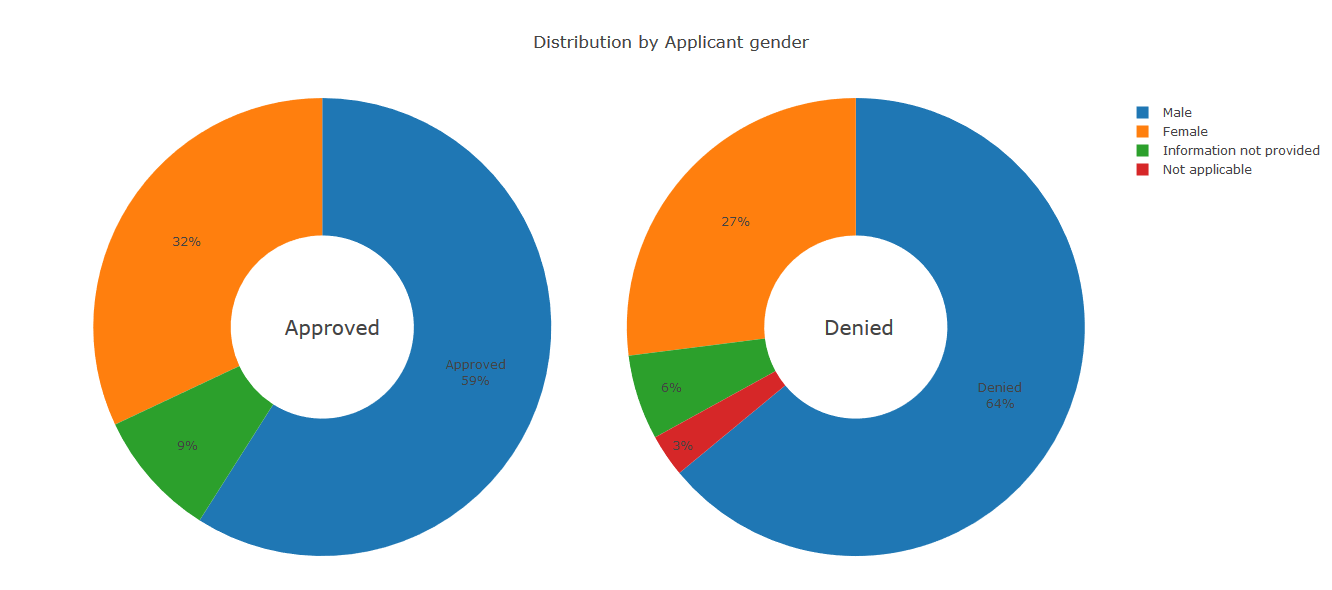 Distribution by Applicant gender
Male
Female
Information not provided
Not applicable
32%
Approved
Approved
59%
9%
27%
Denied
Denied
64%
6%
3%